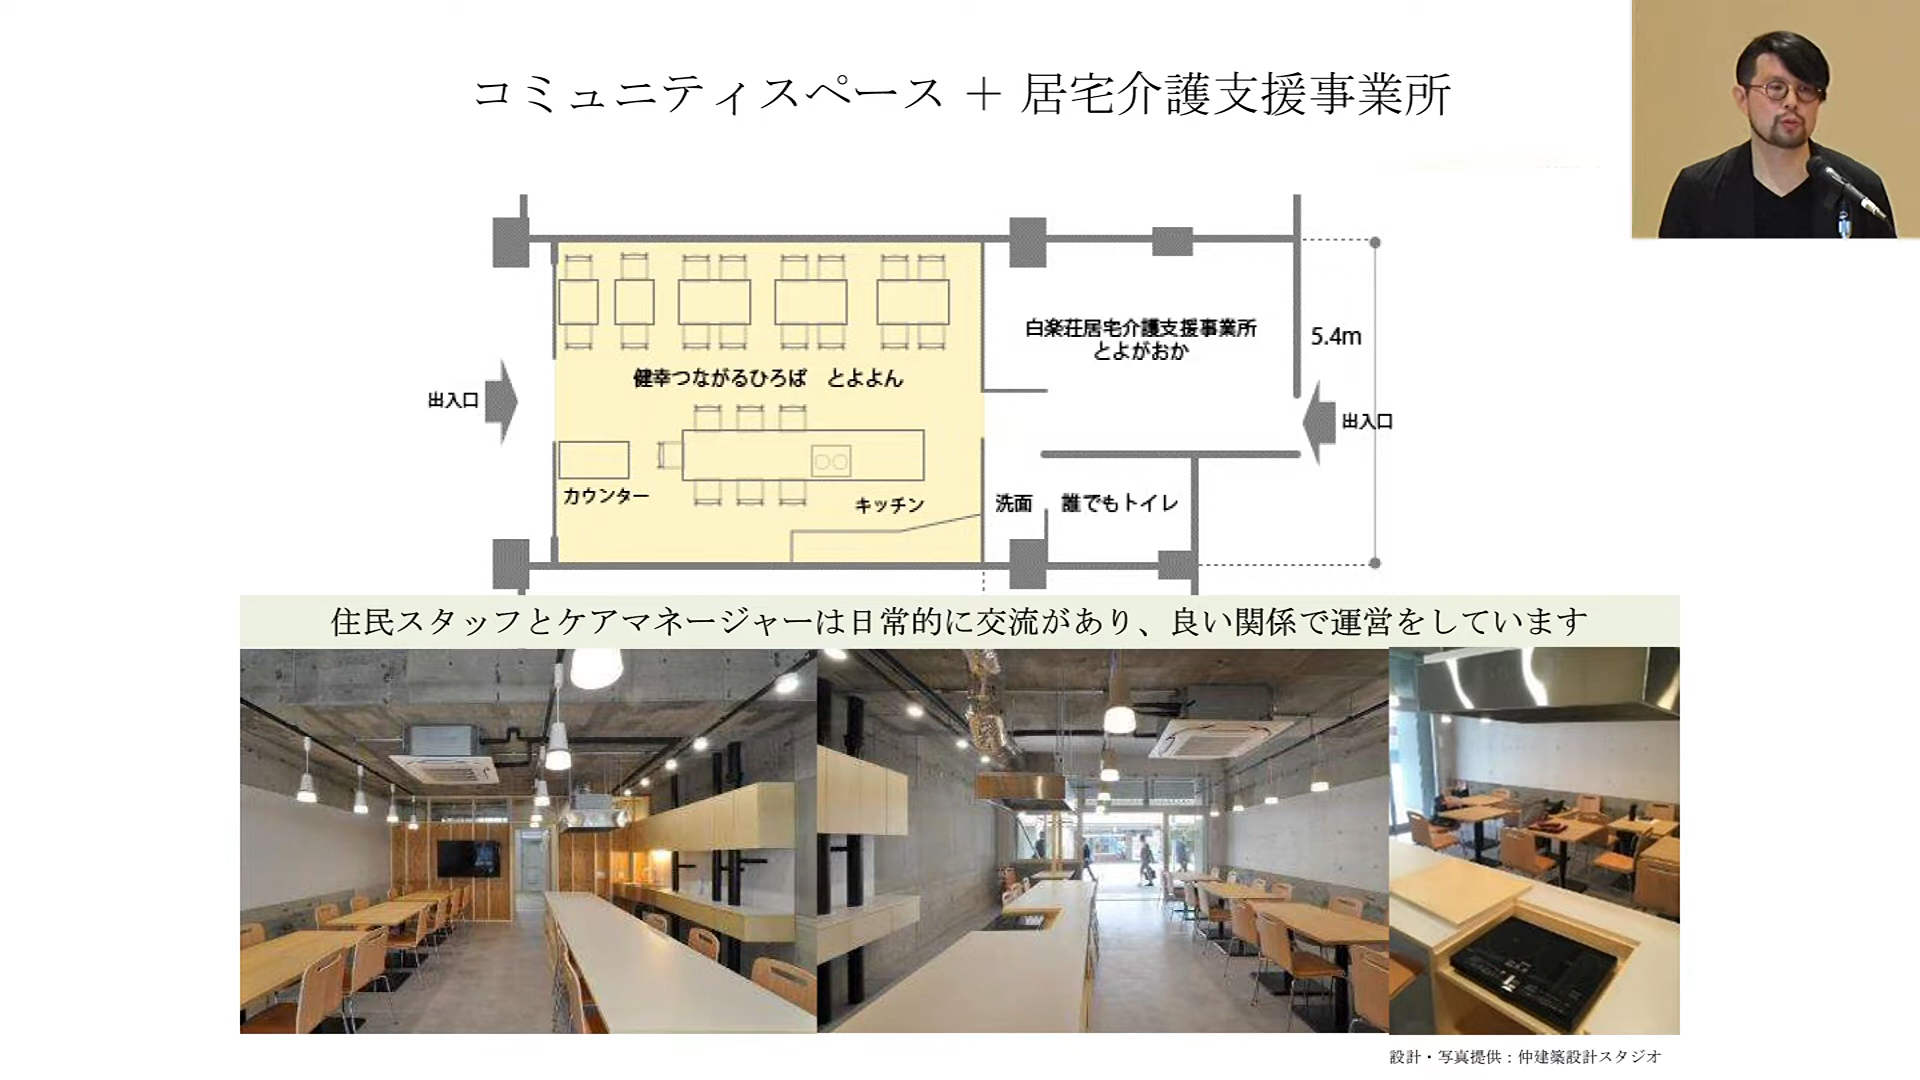 コミュニティスペース ＋ 居宅介護支援事業所
白楽荘居宅介護支援事業所
とよがおか
5.4m
健幸つながるひろば　とよよん
出入口
出入口
カウンター
キッチン
洗面
誰でもトイレ
住民スタッフとケアマネージャーは日常的に交流があり、良い関係で運営をしています
設計・写真提供：仲建築設計スタジオ